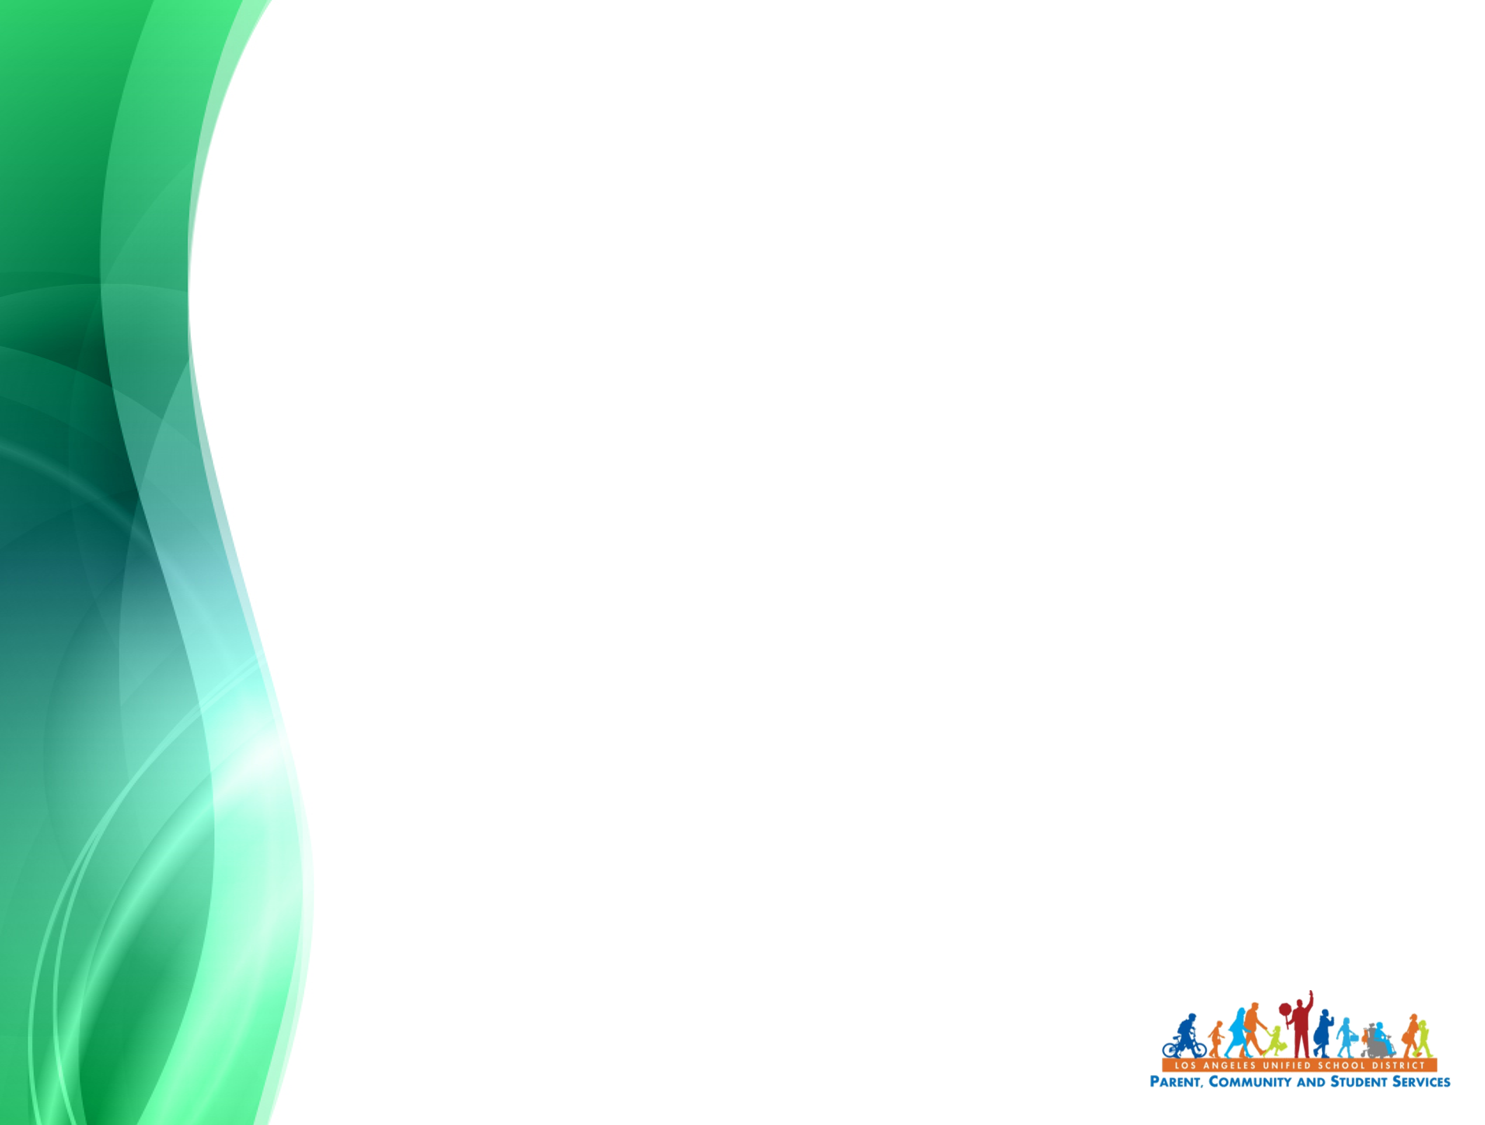 LOS ANGELES UNIFIED SCHOOL DISTRICT
PARENT, COMMUNITY AND STUDENT SERVICES